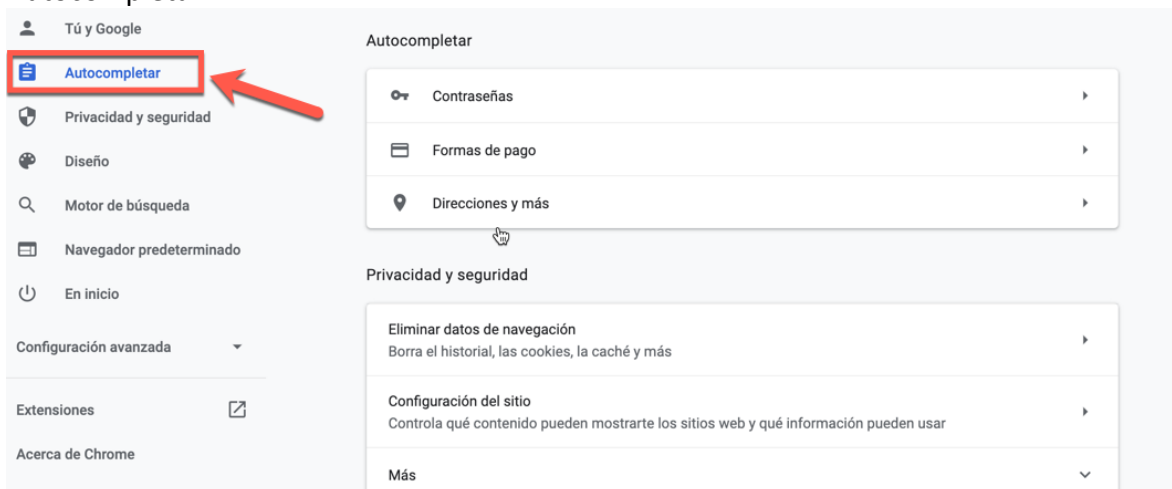 Tú y Google
Autocompletar
Privacidad y seguridad
Diseño
Motor de búsqueda
Navegador predeterminado
En inicio
Configuración avanzada
Extensiones
Acerca de Chrome
Autocompletar
Contraseñas
Formas de pago
Direcciones y más
Privacidad y seguridad
Eliminar datos de navegación
Borra el historial, las cookies, la caché y más
Configuración del sitio
Controla qué contenido pueden mostrarte los sitios web y qué información pueden usar
Más